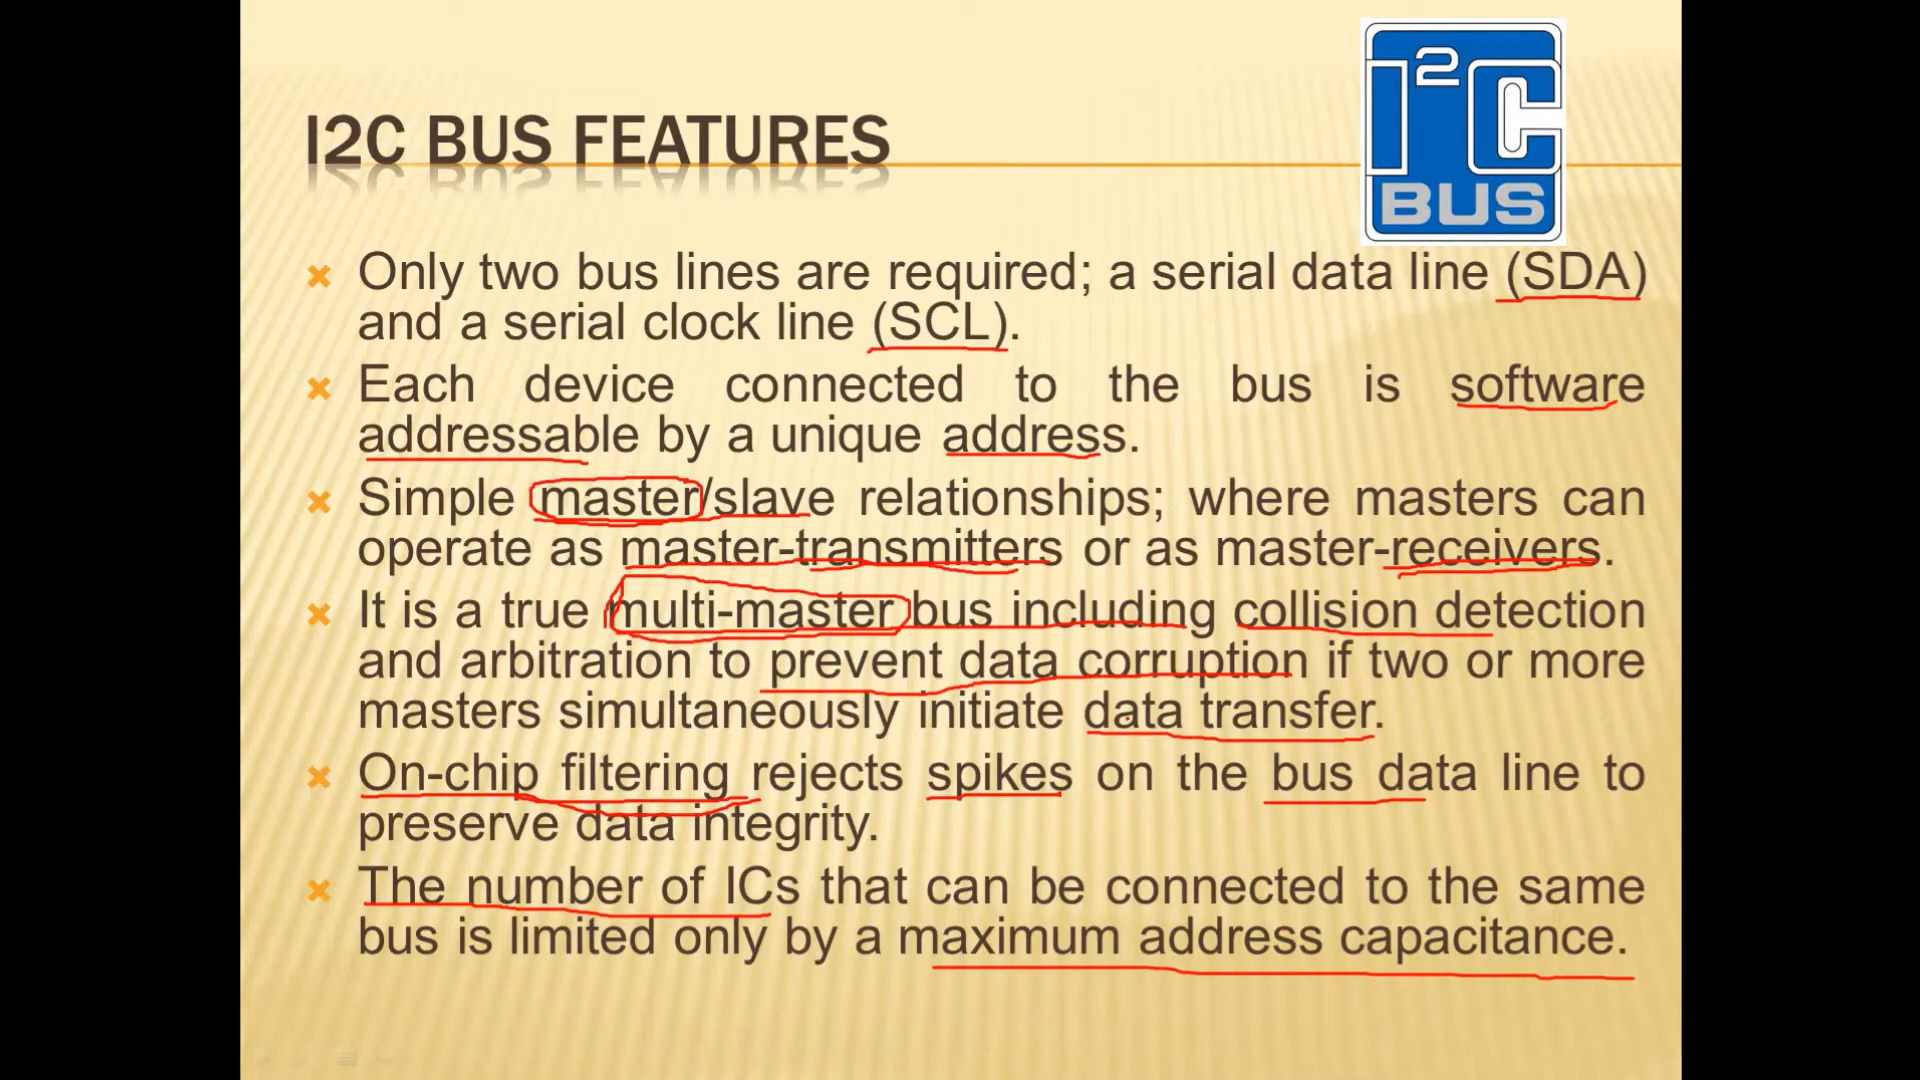 I2C BUS FEATURES
I²C
BUS
Only two bus lines are required; a serial data line (SDA)
and a serial clock line (SCL).
Each device connected to the bus is software
addressable by a unique address.
Simple master/slave relationships; where masters can
operate as master-transmitters or as master-receivers.
It is a true multi-master bus including collision detection
and arbitration to prevent data corruption if two or more
masters simultaneously initiate data transfer.
On-chip filtering rejects spikes on the bus data line to
preserve data integrity.
The number of ICs that can be connected to the same
bus is limited only by a maximum address capacitance.